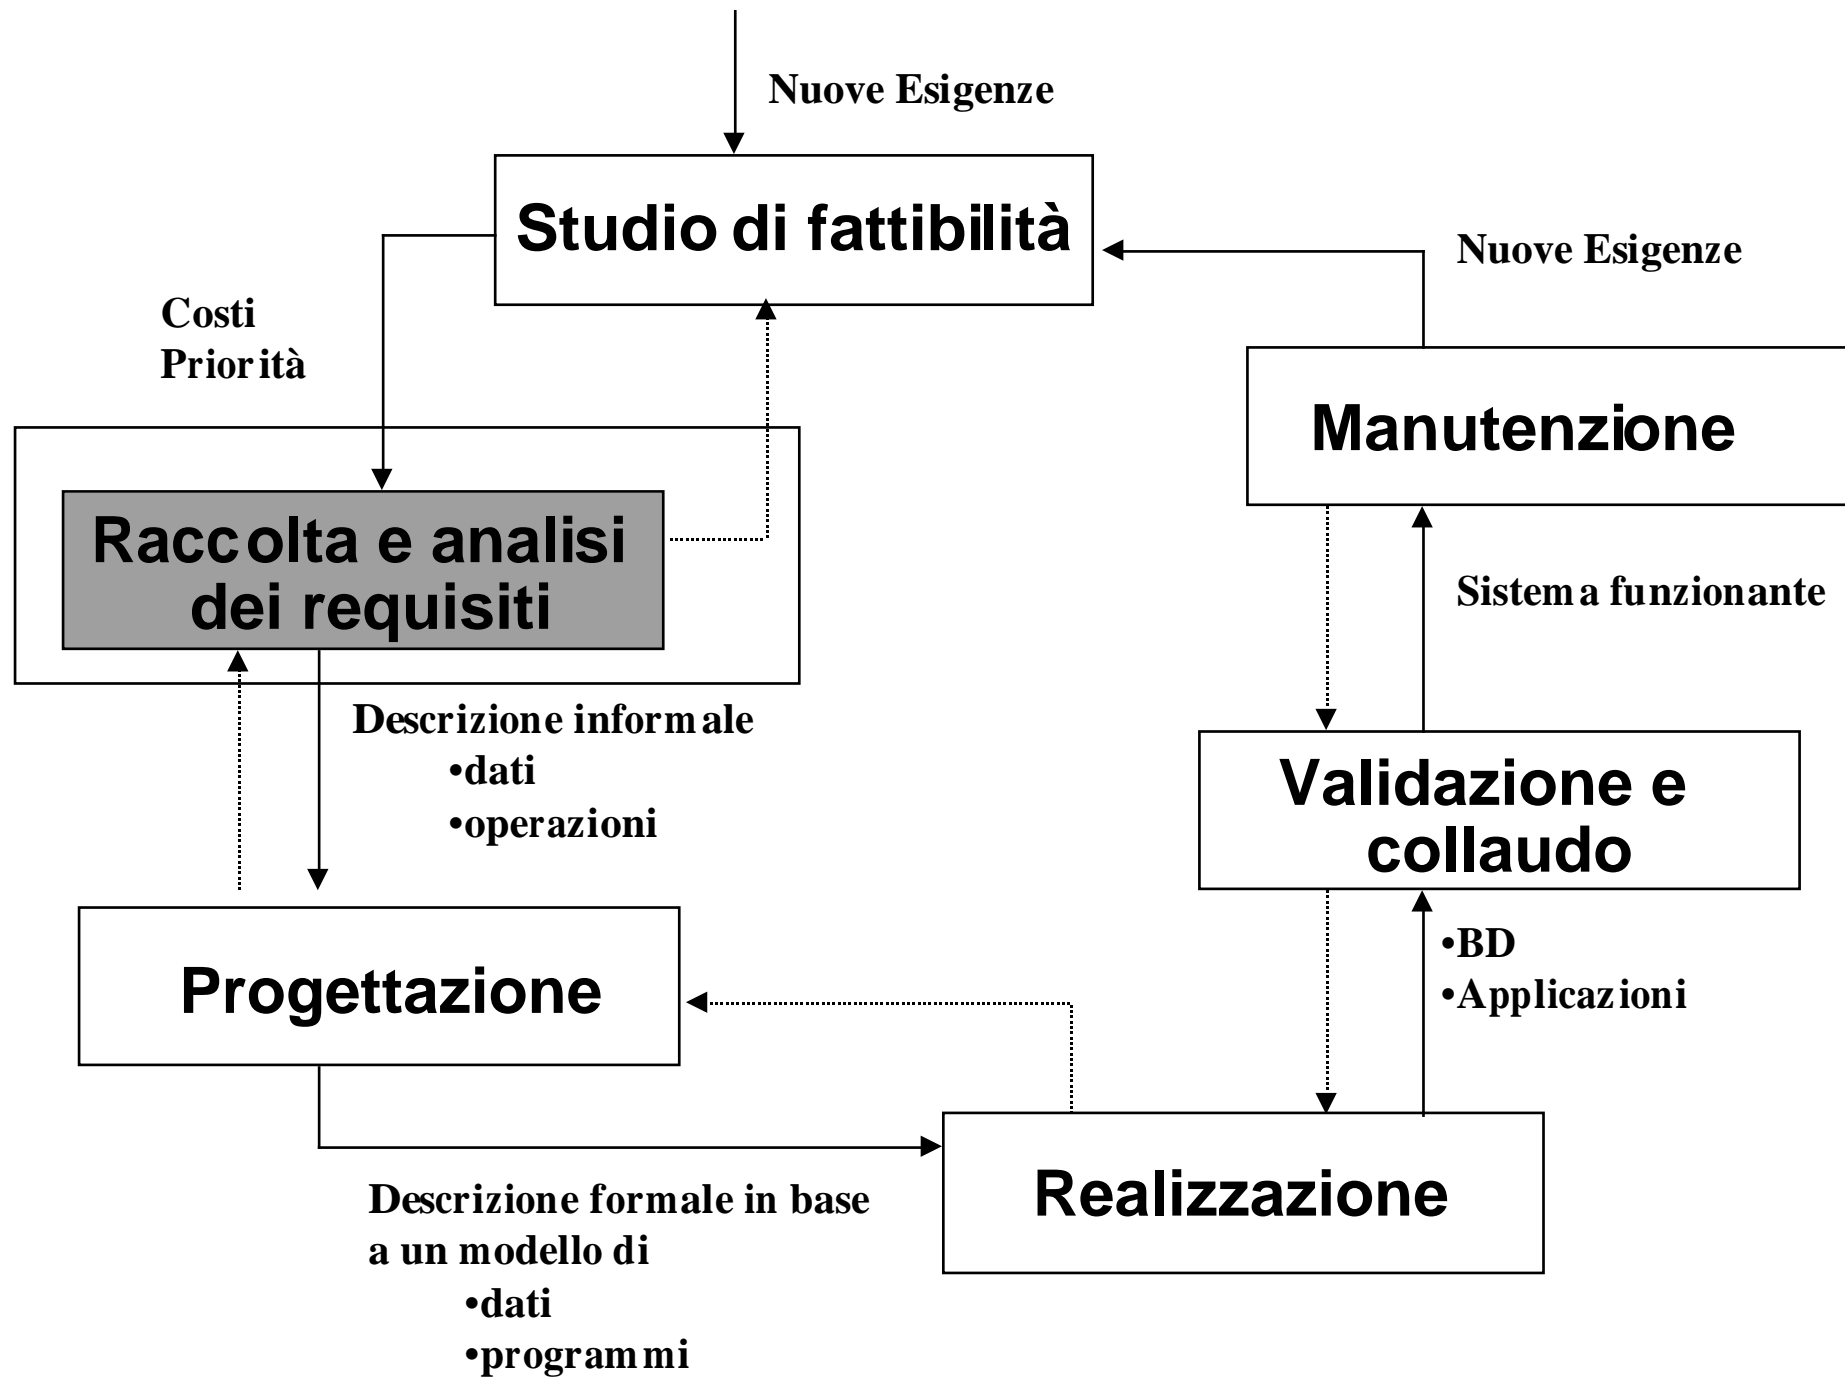 Nuove Esigenze
Studio di fattibilità
Nuove Esigenze
Costi
Priorità
Manutenzione
Raccolta e analisi
dei requisiti
Sistema funzionante
Descrizione informale
•dati
•operazioni
Validazione e
collaudo
•BD
•Applicazioni
Progettazione
Realizzazione
Descrizione formale in base
a un modello di
•dati
•programmi